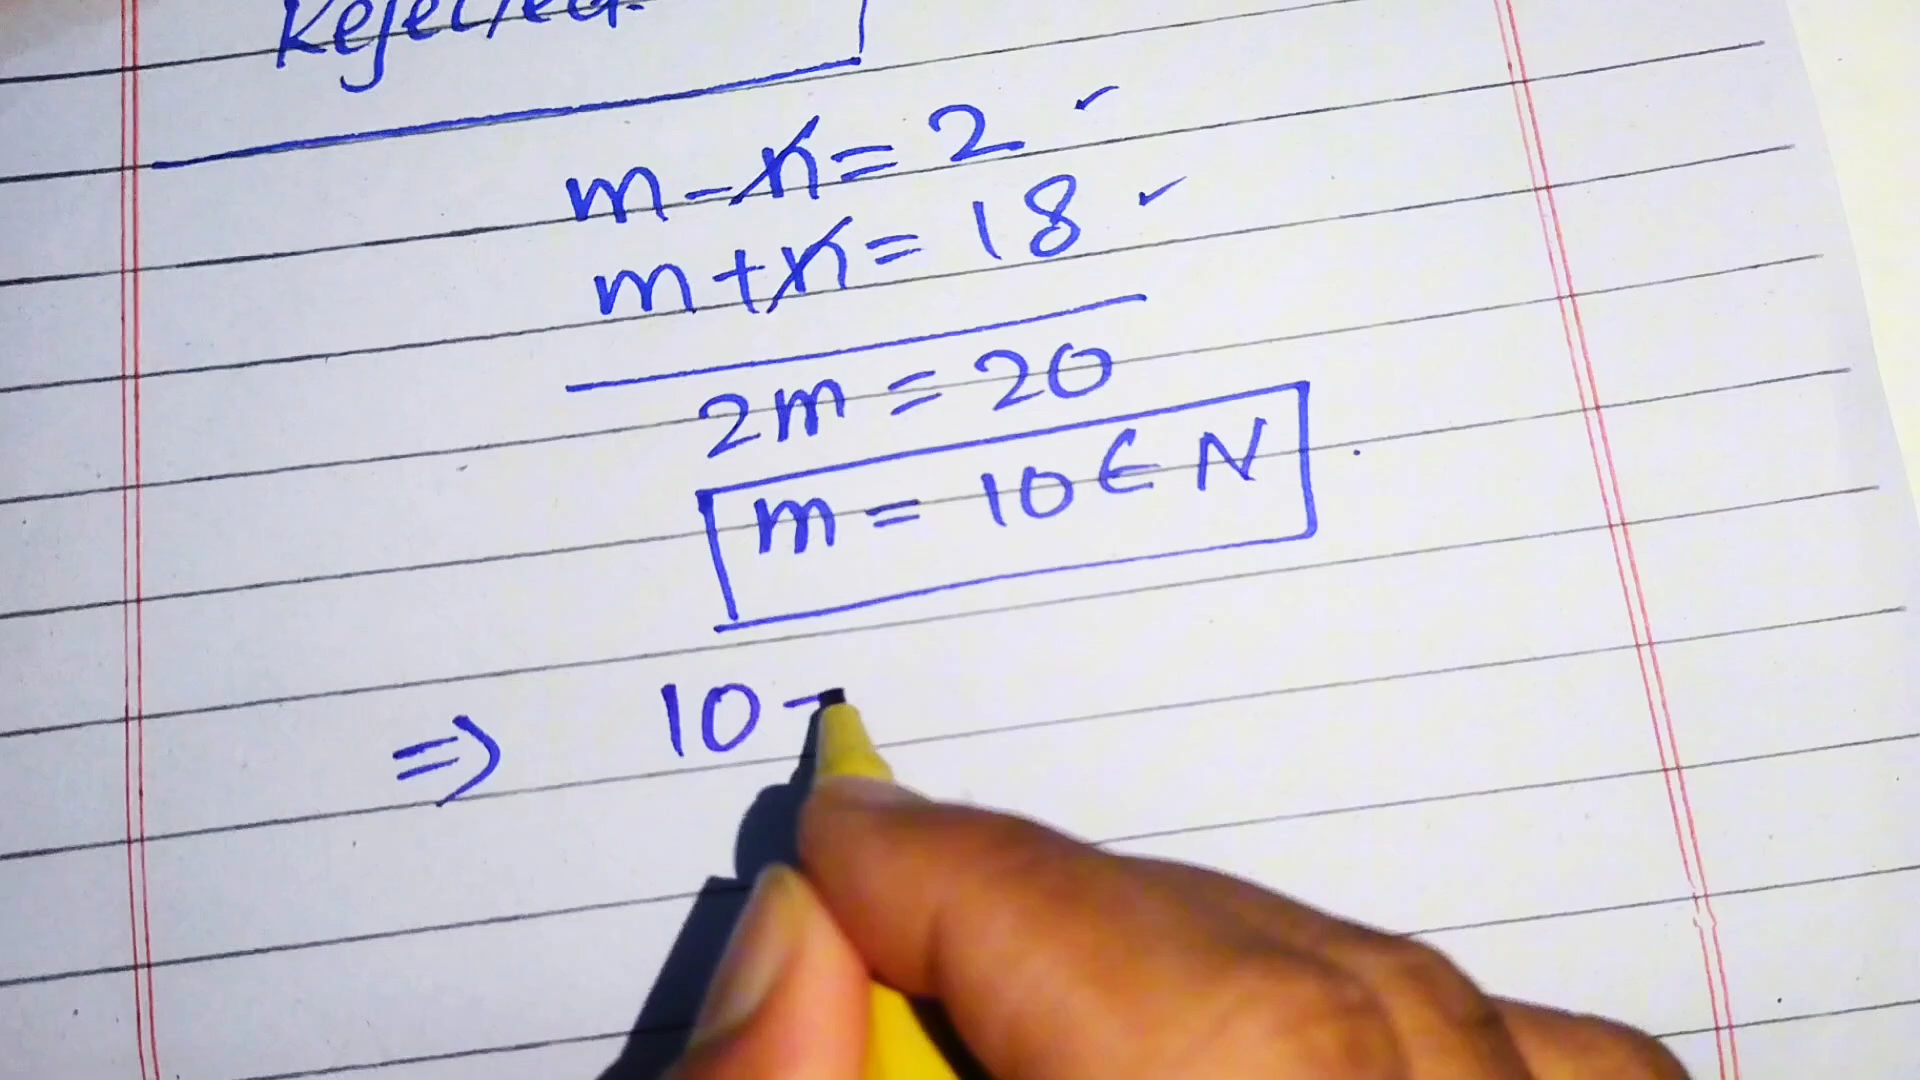 Rejected.
m - n = 2 ✓
m + n = 18 ✓
2m = 20
m = 10 ∈ N
⇒ 10 -